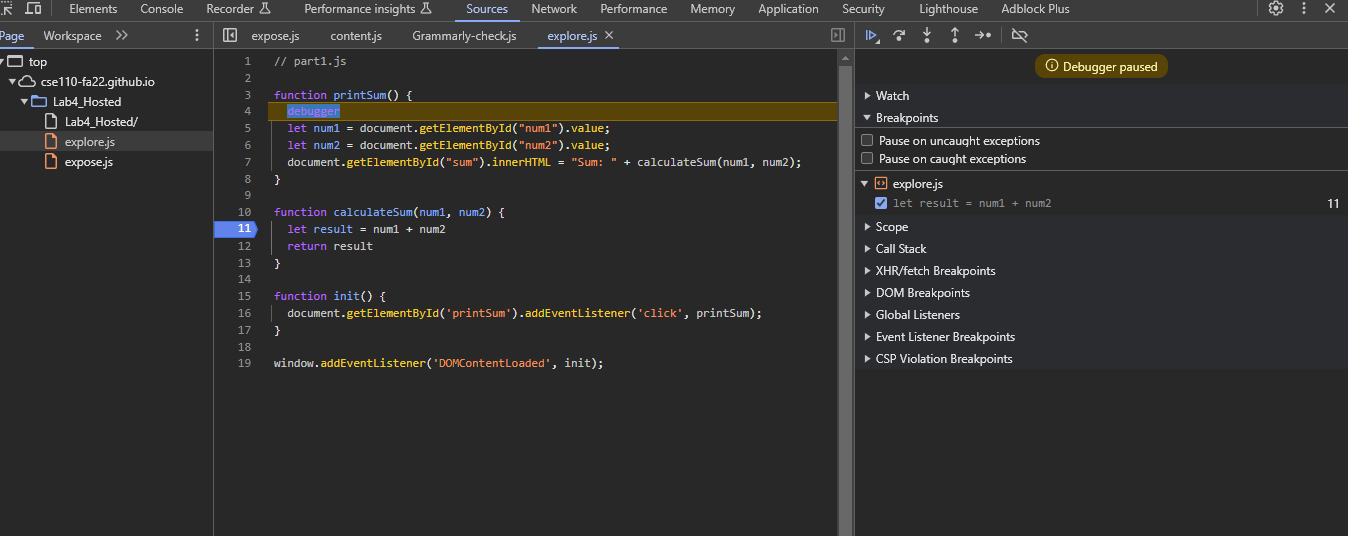 Elements Console Recorder Performance insights Sources Network Performance Memory Application Security Lighthouse Adblock Plus
Page Workspace
expose.js content.js Grammarly-check.js explore.js
top
cse110-fa22.github.io
Lab4_Hosted
Lab4_Hosted/
explore.js
expose.js
1 // part1.js
2
3 function printSum() {
4 debugger
5 let num1 = document.getElementById("num1").value;
6 let num2 = document.getElementById("num2").value;
7 document.getElementById("sum").innerHTML = "Sum: " + calculateSum(num1, num2);
8 }
9
10 function calculateSum(num1, num2) {
11 let result = num1 + num2
12 return result
13 }
14
15 function init() {
16 document.getElementById('printSum').addEventListener('click', printSum);
17 }
18
19 window.addEventListener('DOMContentLoaded', init);
Debugger paused
Watch
Breakpoints
Pause on uncaught exceptions
Pause on caught exceptions
explore.js
let result = num1 + num2 11
Scope
Call Stack
XHR/fetch Breakpoints
DOM Breakpoints
Global Listeners
Event Listener Breakpoints
CSP Violation Breakpoints